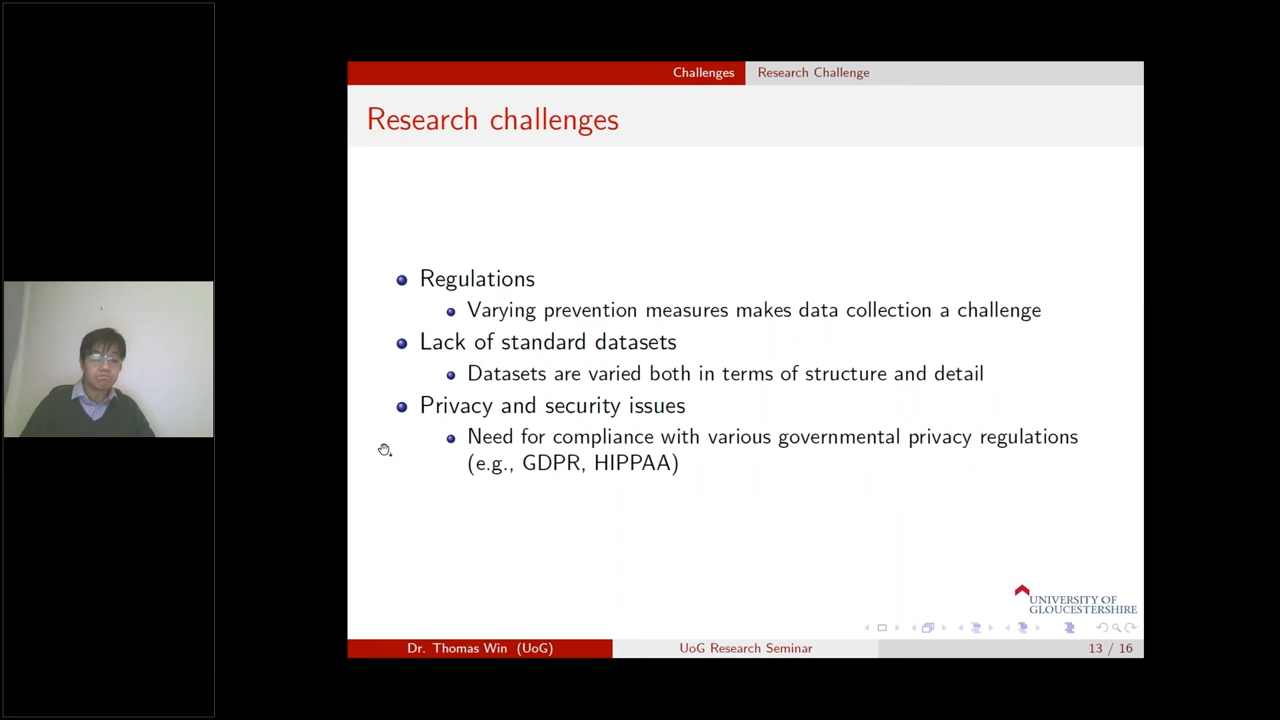 Challenges
Research Challenge
Research challenges
Regulations
Varying prevention measures makes data collection a challenge
Lack of standard datasets
Datasets are varied both in terms of structure and detail
Privacy and security issues
Need for compliance with various governmental privacy regulations
(e.g., GDPR, HIPPAA)
UNIVERSITY OF
GLOUCESTERSHIRE
Dr. Thomas Win (UoG)
UoG Research Seminar
13 / 16